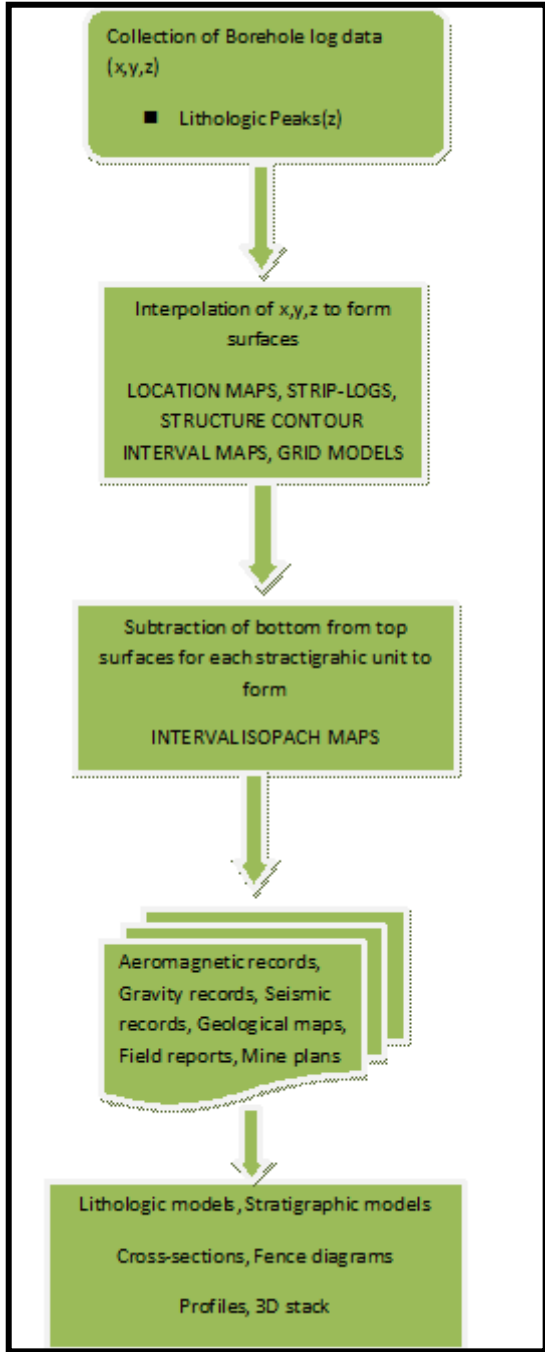 Collection of Borehole log data
(x,y,z)
■ Lithologic Peaks(z)
Interpolation of x,y,z to form
surfaces
LOCATION MAPS, STRIP-LOGS,
STRUCTURE CONTOUR
INTERVAL MAPS, GRID MODELS
Subtraction of bottom from top
surfaces for each stractigrahic unit to
form
INTERVAL ISOPACH MAPS
Aeromagnetic records,
Gravity records, Seismic
records, Geological maps,
Field reports, Mine plans
Lithologic models, Stratigraphic models
Cross-sections, Fence diagrams
Profiles, 3D stack